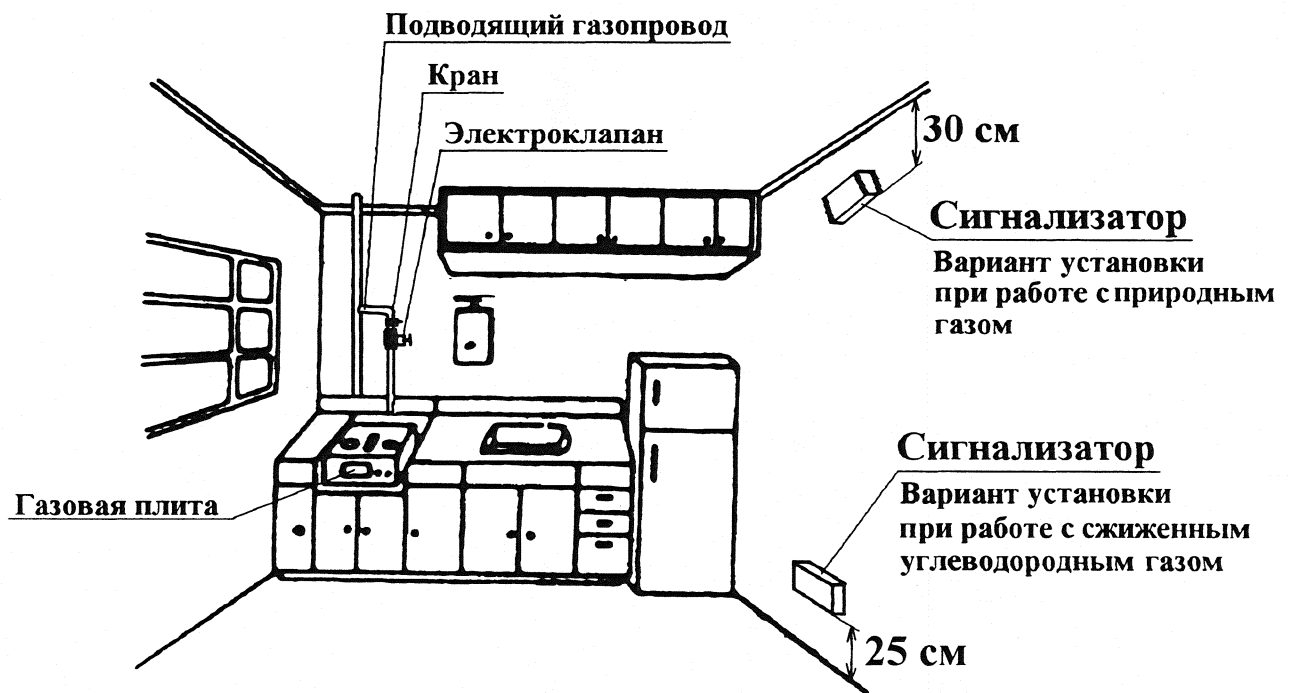 Подводящий газопровод
Кран
Электроклапан
30 см
Сигнализатор
Вариант установки
при работе с природным
газом
Сигнализатор
Вариант установки
при работе с сжиженным
углеводородным газом
Газовая плита
25 см